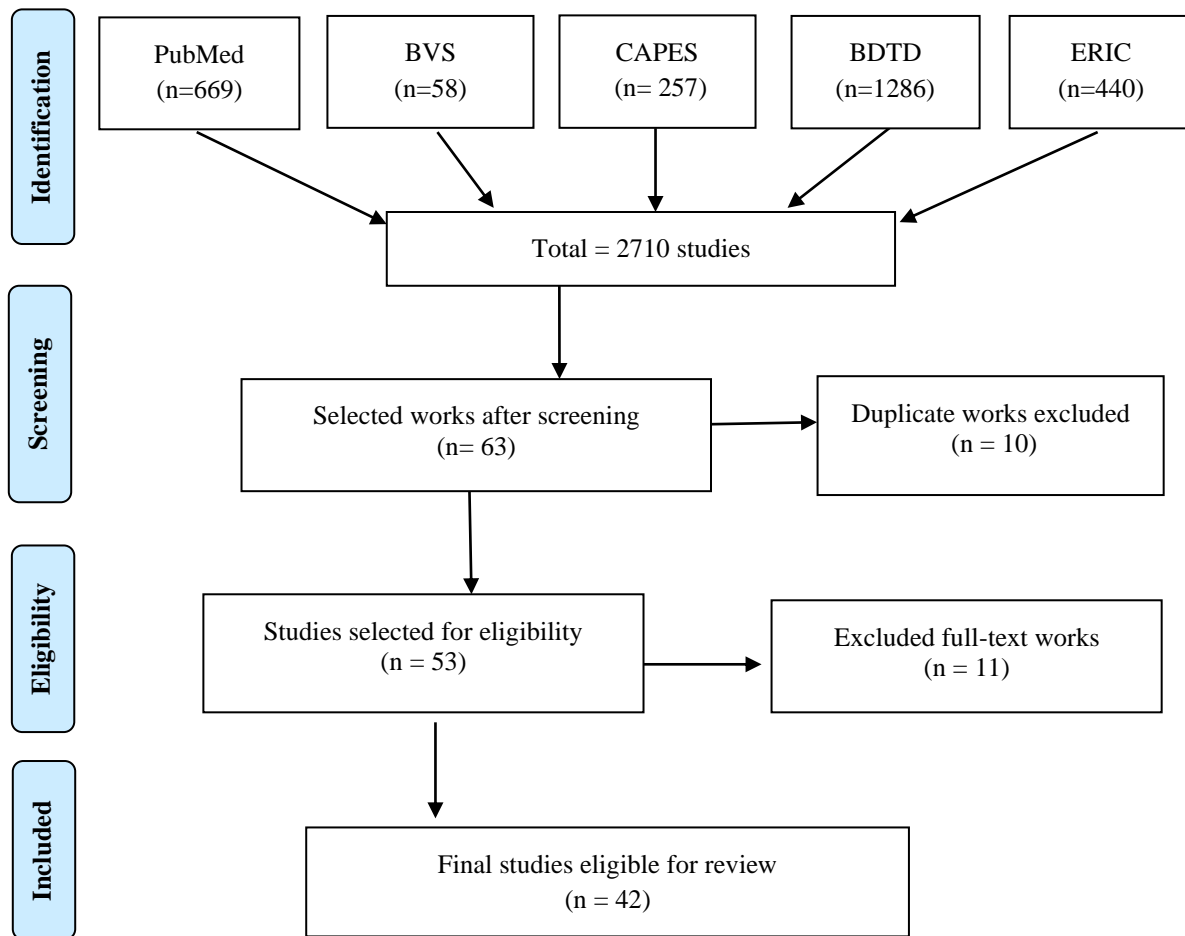 Identification
PubMed
(n=669)
BVS
(n=58)
CAPES
(n= 257)
BDTD
(n=1286)
ERIC
(n=440)
Total = 2710 studies
Screening
Selected works after screening
(n= 63)
Duplicate works excluded
(n = 10)
Eligibility
Studies selected for eligibility
(n = 53)
Excluded full-text works
(n = 11)
Included
Final studies eligible for review
(n = 42)